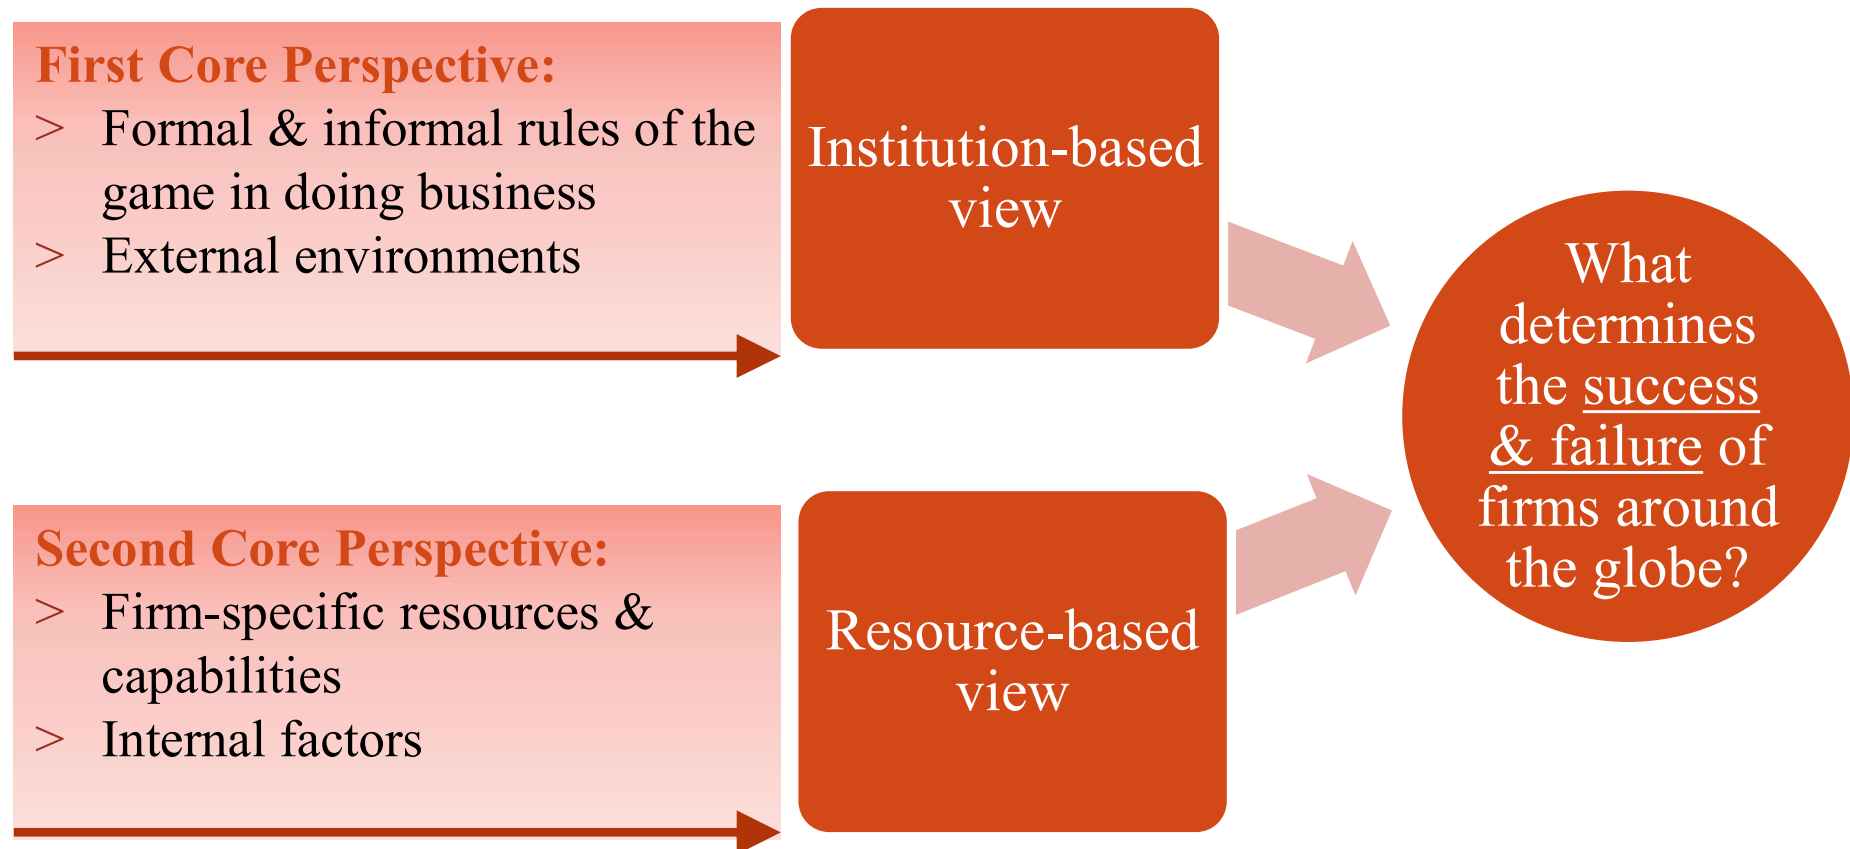 First Core Perspective:
> Formal & informal rules of the
game in doing business
> External environments
Institution-based
view
Second Core Perspective:
> Firm-specific resources &
capabilities
> Internal factors
Resource-based
view
What
determines
the success
& failure of
firms around
the globe?